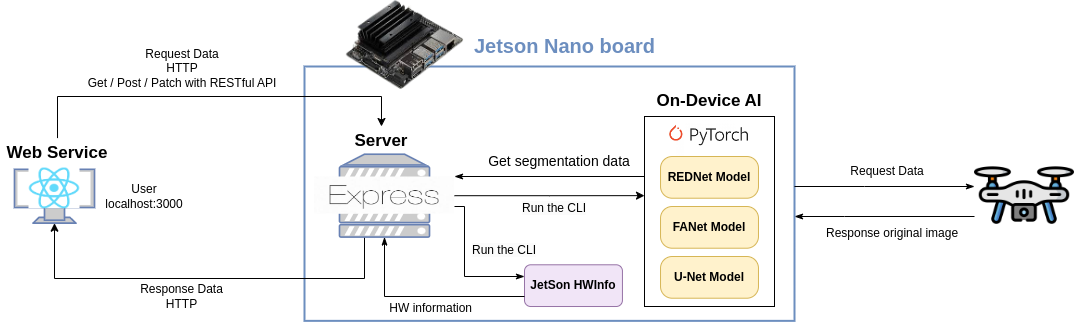 Jetson Nano board
Request Data
HTTP
Get / Post / Patch with RESTful API
Web Service
User
localhost:3000
Server
Express
Get segmentation data
Run the CLI
Run the CLI
JetSon HWInfo
HW information
Response Data
HTTP
On-Device AI
PyTorch
REDNet Model
FANet Model
U-Net Model
Request Data
Response original image